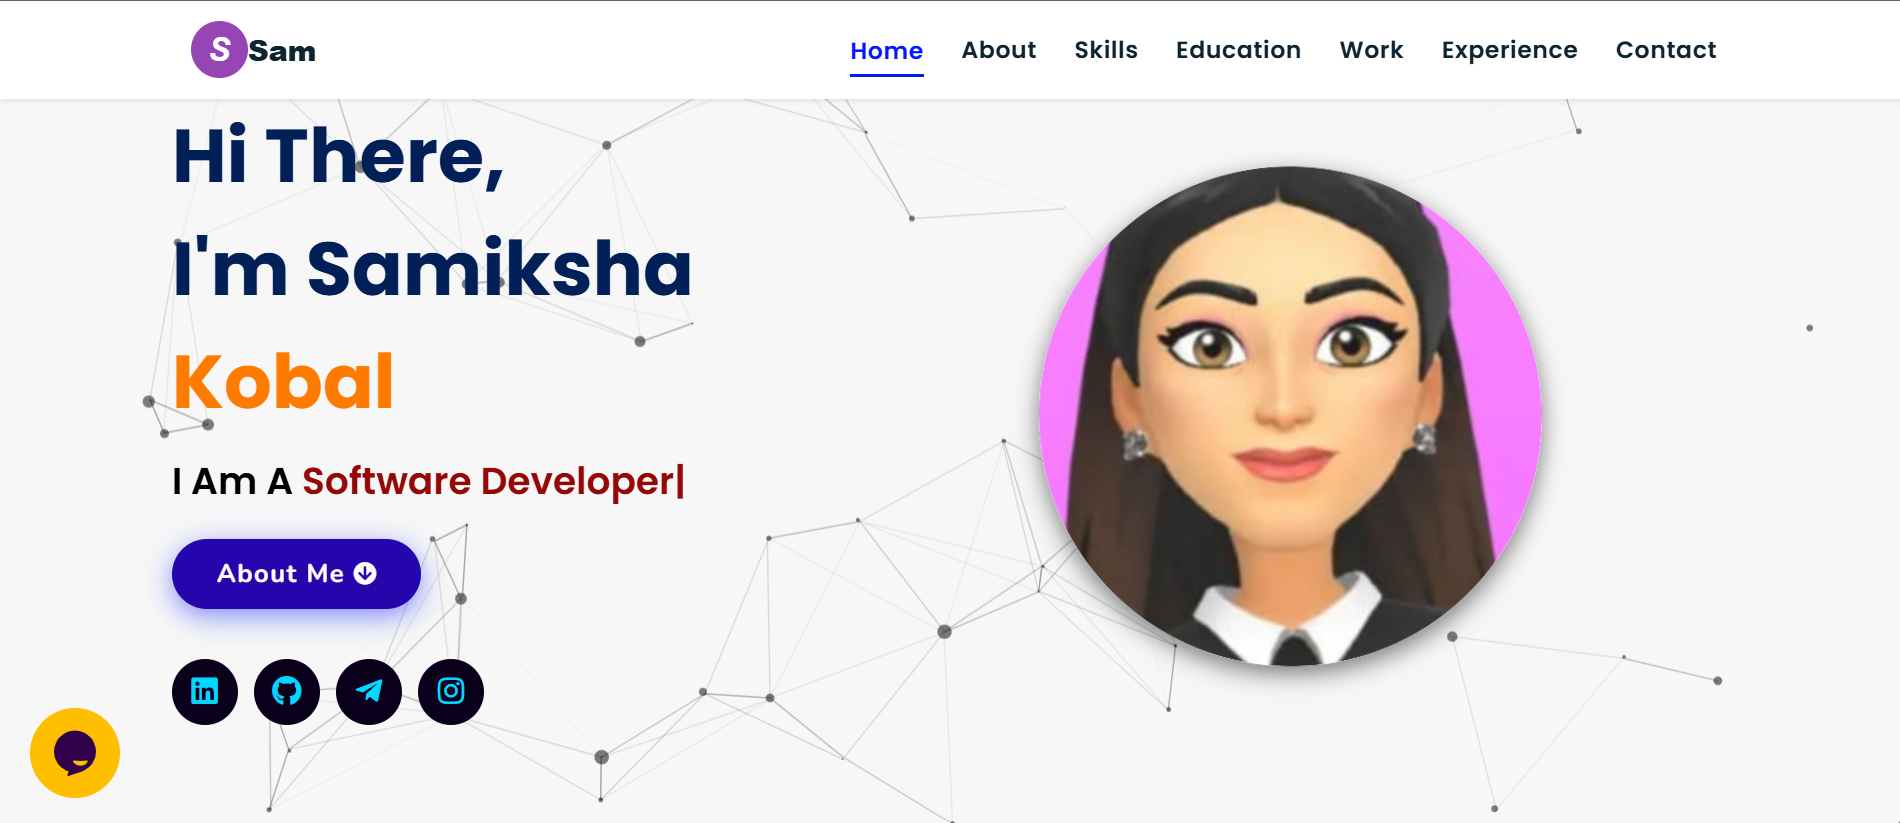 S Sam
Home About Skills Education Work Experience Contact
Hi There,
I'm Samiksha
Kobal
I Am A Software Developer|
About Me